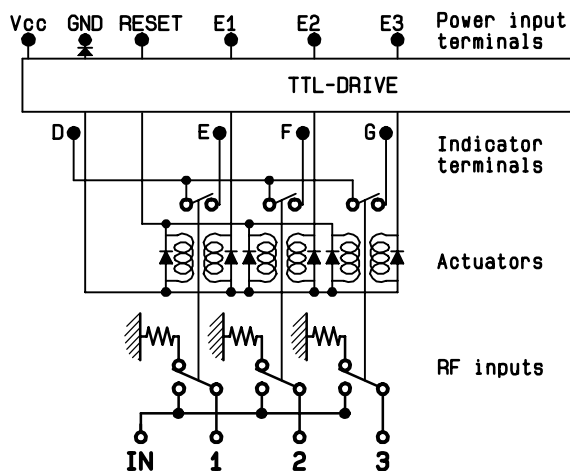 Vcc GND RESET E1 E2 E3 Power input
terminals
TTL-DRIVE
D E F G Indicator
terminals
Actuators
RF inputs
IN 1 2 3